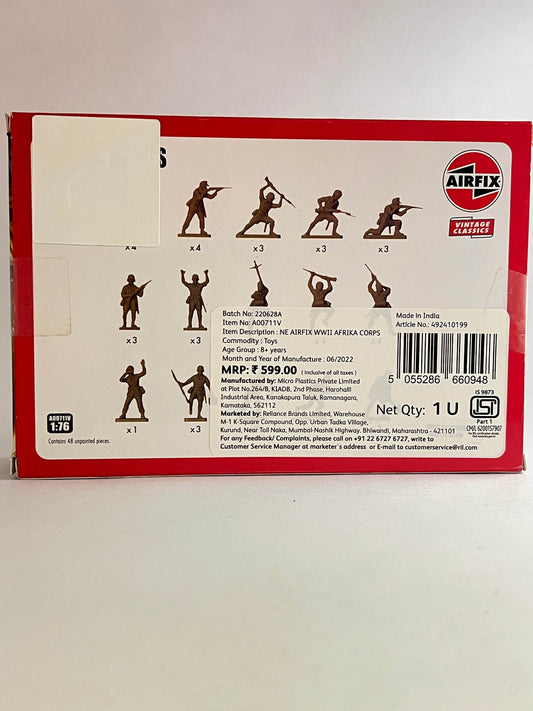 S
AIRFIX
VINTAGE
CLASSICS
x4 x4 x3 x3 x3
x3 x3
Batch No: 220628A
Item No: A00711V
Item Description : NE AIRFIX WWII AFRIKA CORPS
Commodity : Toys
Age Group : 8+ years
Month and Year of Manufacture : 06/2022
MRP: ₹ 599.00 (Inclusive of all taxes)
Manufactured by: Micro Plastics Private Limited
at Plot No.264/B, KIADB, 2nd Phase, Harohalli
Industrial Area, Kanakapura Taluk, Ramanagara,
Karnataka, 562112
Marketed by: Reliance Brands Limited, Warehouse
M-1 K-Square Compound, Opp. Urban Tadka Village,
Kurund, Near Toll Naka, Mumbai-Nashik Highway, Bhiwandi, Maharashtra - 421101
For any Feedback/ Complaints, please call on +91 22 6727 6727, write to
Customer Service Manager at marketer's address or E-mail to customerservice@ril.com
Made in India
Article No.: 492410199
5 055286 660948
Net Qty: 1 U
IS 9873
ISI
Part 1
CM/L 6200157907
x1 x3
A00711V
1:76
Contains 48 unpainted pieces.